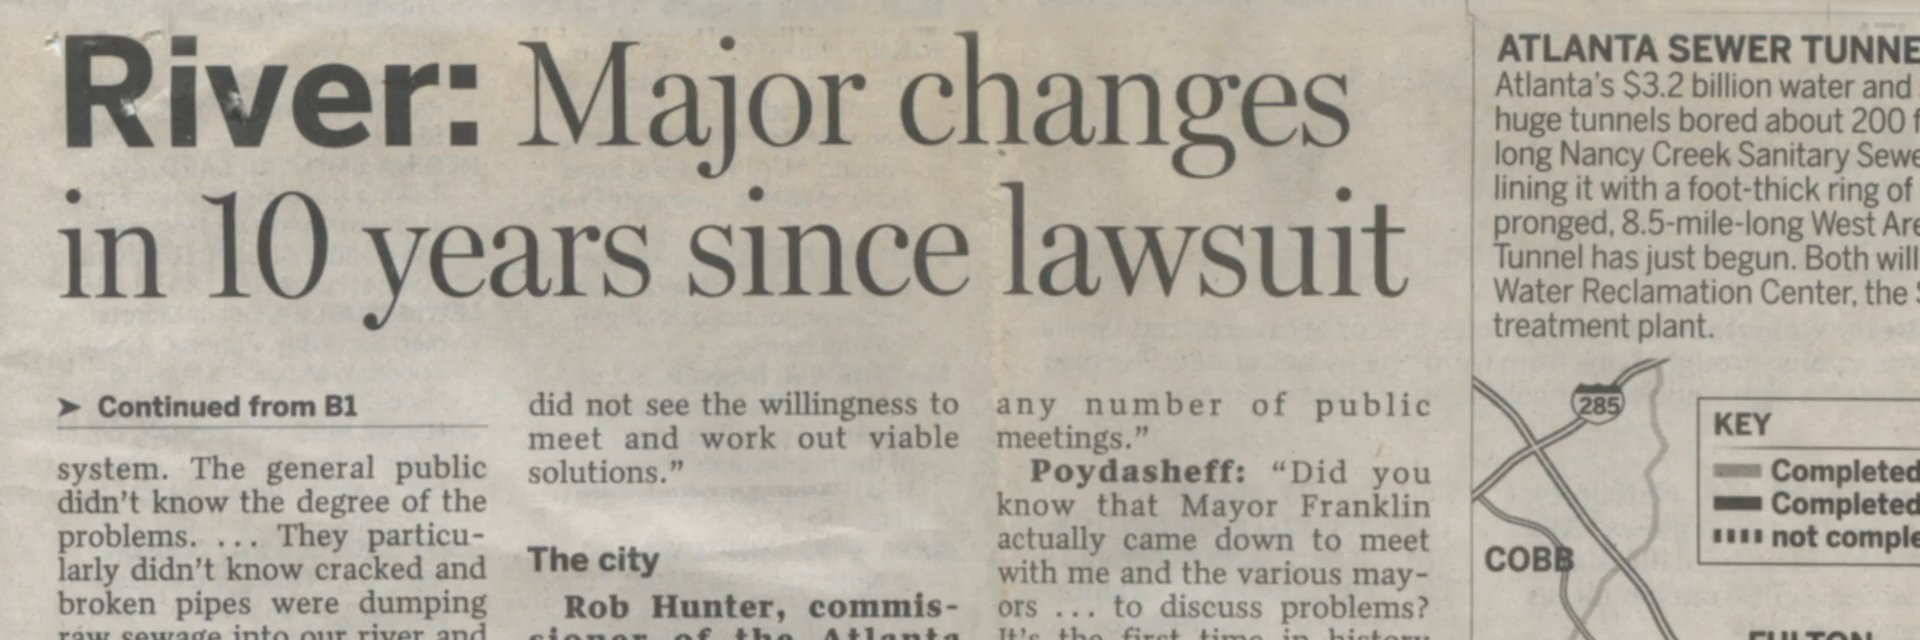 River: Major changes
in 10 years since lawsuit
➤ Continued from B1
system. The general public
didn't know the degree of the
problems. ... They particu-
larly didn't know cracked and
broken pipes were dumping
raw sewage into our river and
did not see the willingness to
meet and work out viable
solutions."
The city
Rob Hunter, commis-
sioner of the Atlanta
any number of public
meetings."
Poydasheff: "Did you
know that Mayor Franklin
actually came down to meet
with me and the various may-
ors ... to discuss problems?
It's the first time in history
ATLANTA SEWER TUNNE
Atlanta's $3.2 billion water and
huge tunnels bored about 200 f
long Nancy Creek Sanitary Sewe
lining it with a foot-thick ring of
pronged, 8.5-mile-long West Are
Tunnel has just begun. Both will
Water Reclamation Center, the S
treatment plant.
285
KEY
Completed
Completed
not comple
COBB
FULTON